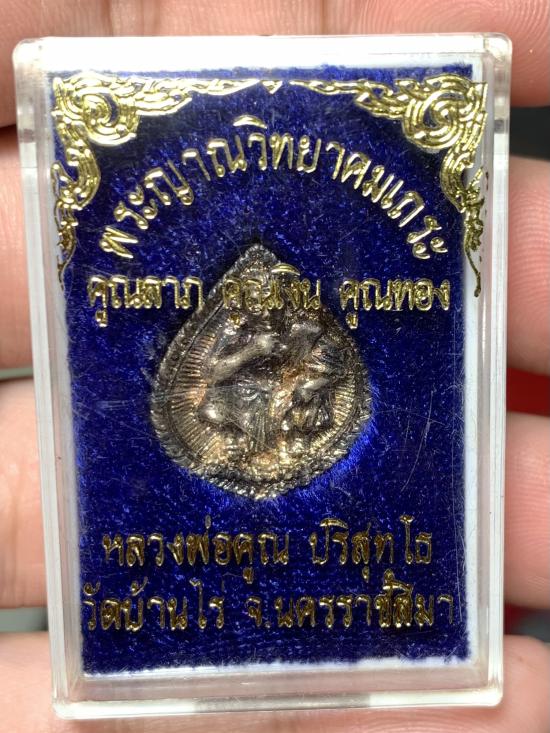 พระญาณวิทยาคมเถระ
คูณลาภ คูณเงิน คูณทอง
หลวงพ่อคูณ ปริสุทโธ
วัดบ้านไร่ จ.นครราชสีมา